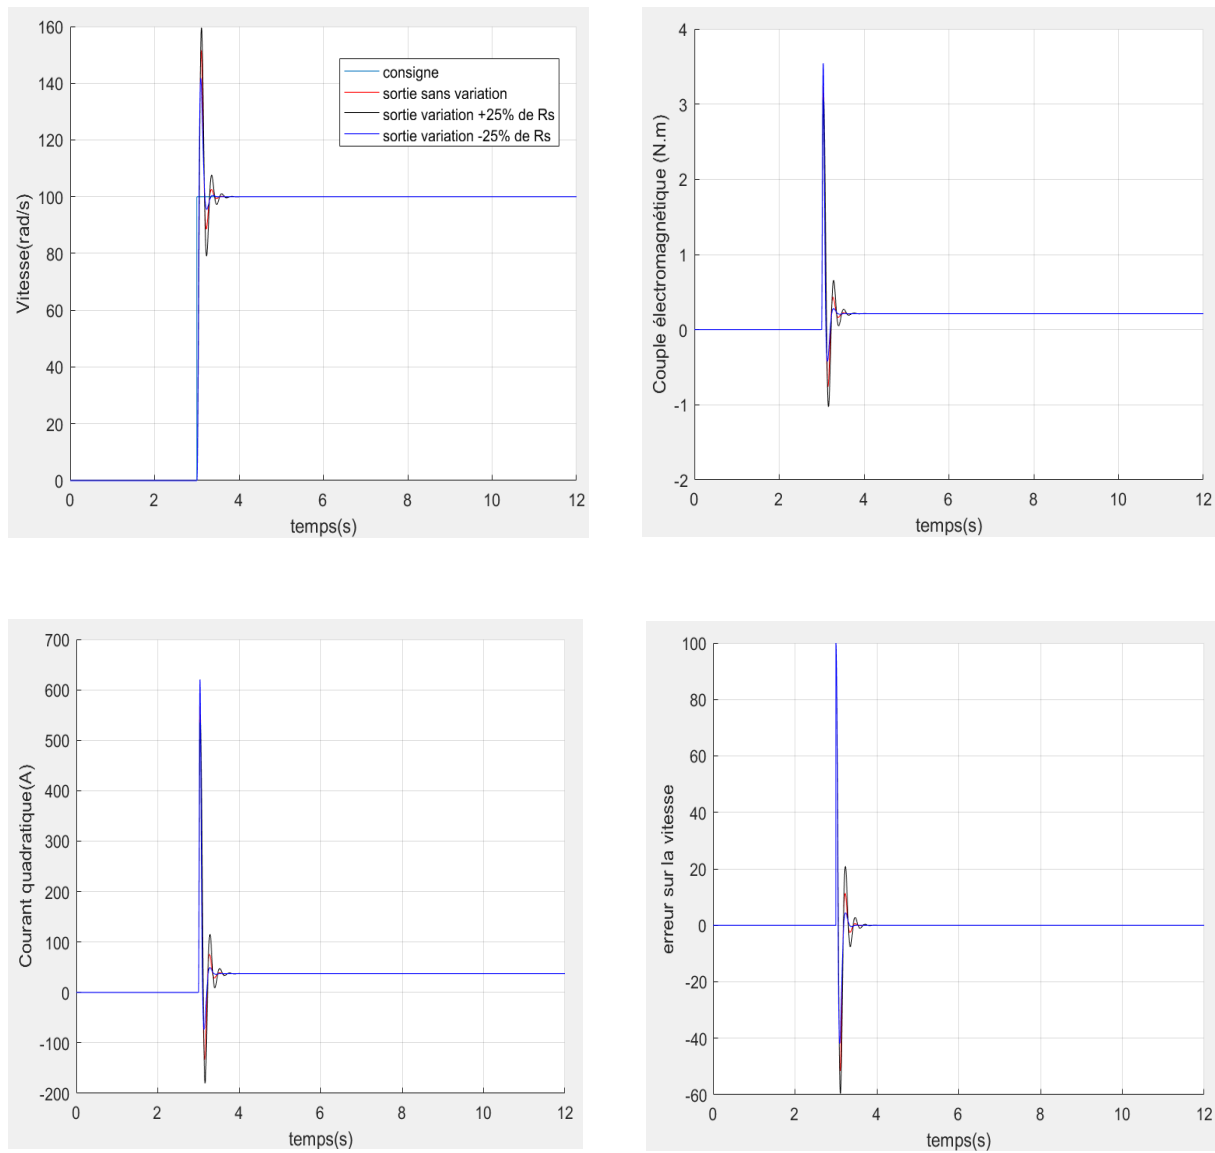 160
140
120
100
80
60
40
20
0
Vitesse(rad/s)
consigne
sortie sans variation
sortie variation +25% de Rs
sortie variation -25% de Rs
0 2 4 6 8 10 12
temps(s)
4
3
2
1
0
-1
-2
Couple électromagnétique (N.m)
0 2 4 6 8 10 12
temps(s)
700
600
500
400
300
200
100
0
-100
-200
Courant quadratique(A)
0 2 4 6 8 10 12
temps(s)
100
80
60
40
20
0
-20
-40
-60
erreur sur la vitesse
0 2 4 6 8 10 12
temps(s)